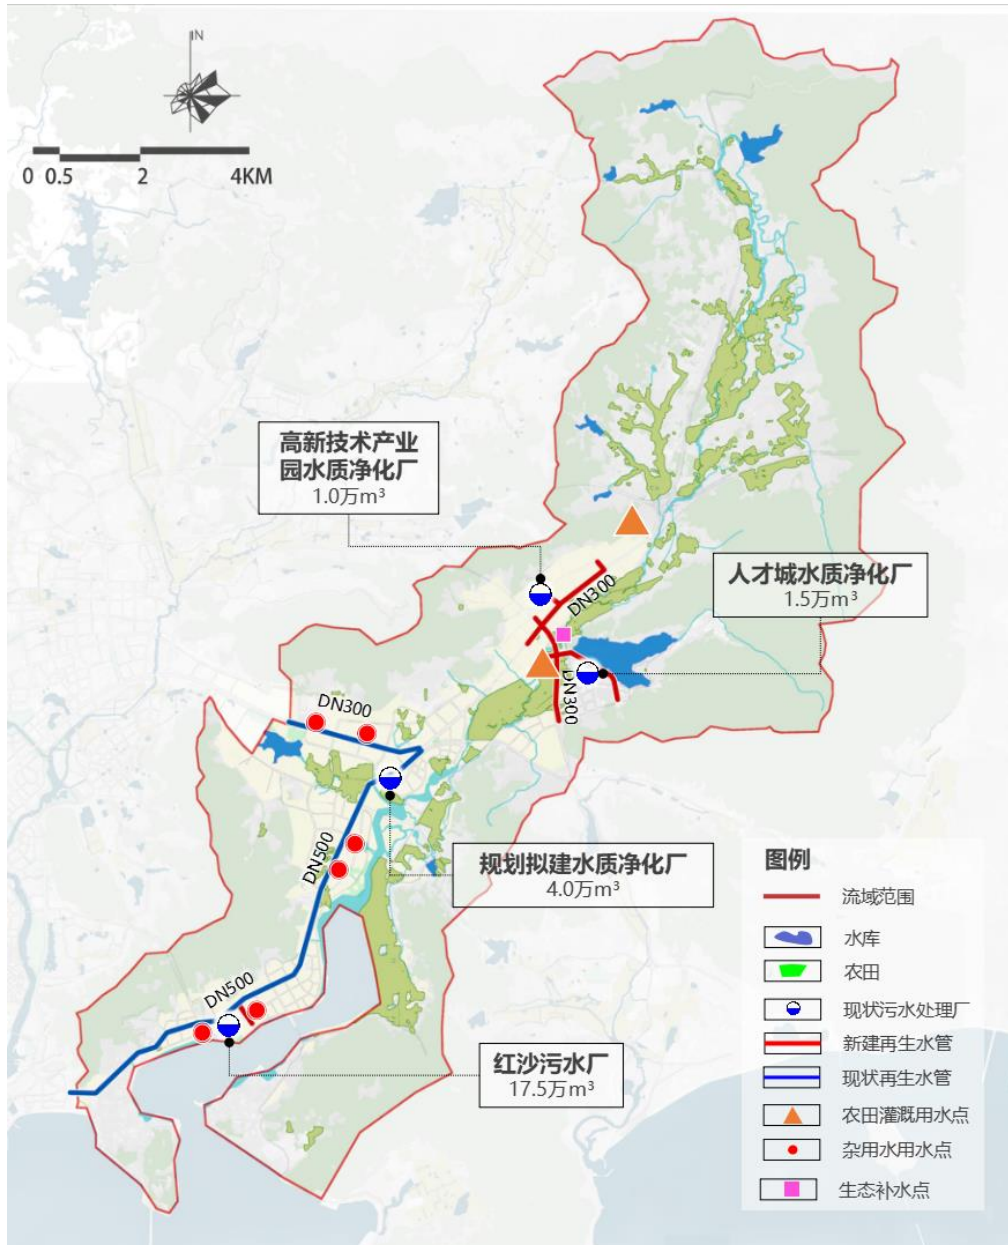 IN
0 0.5 2 4KM
高新技术产业
园水质净化厂
1.0万m³
人才城水质净化厂
1.5万m³
DN300
DN300
DN300
DN500
规划拟建水质净化厂
4.0万m³
DN500
红沙污水厂
17.5万m³
图例
流域范围
水库
农田
现状污水处理厂
新建再生水管
现状再生水管
农田灌溉用水点
杂用水用水点
生态补水点